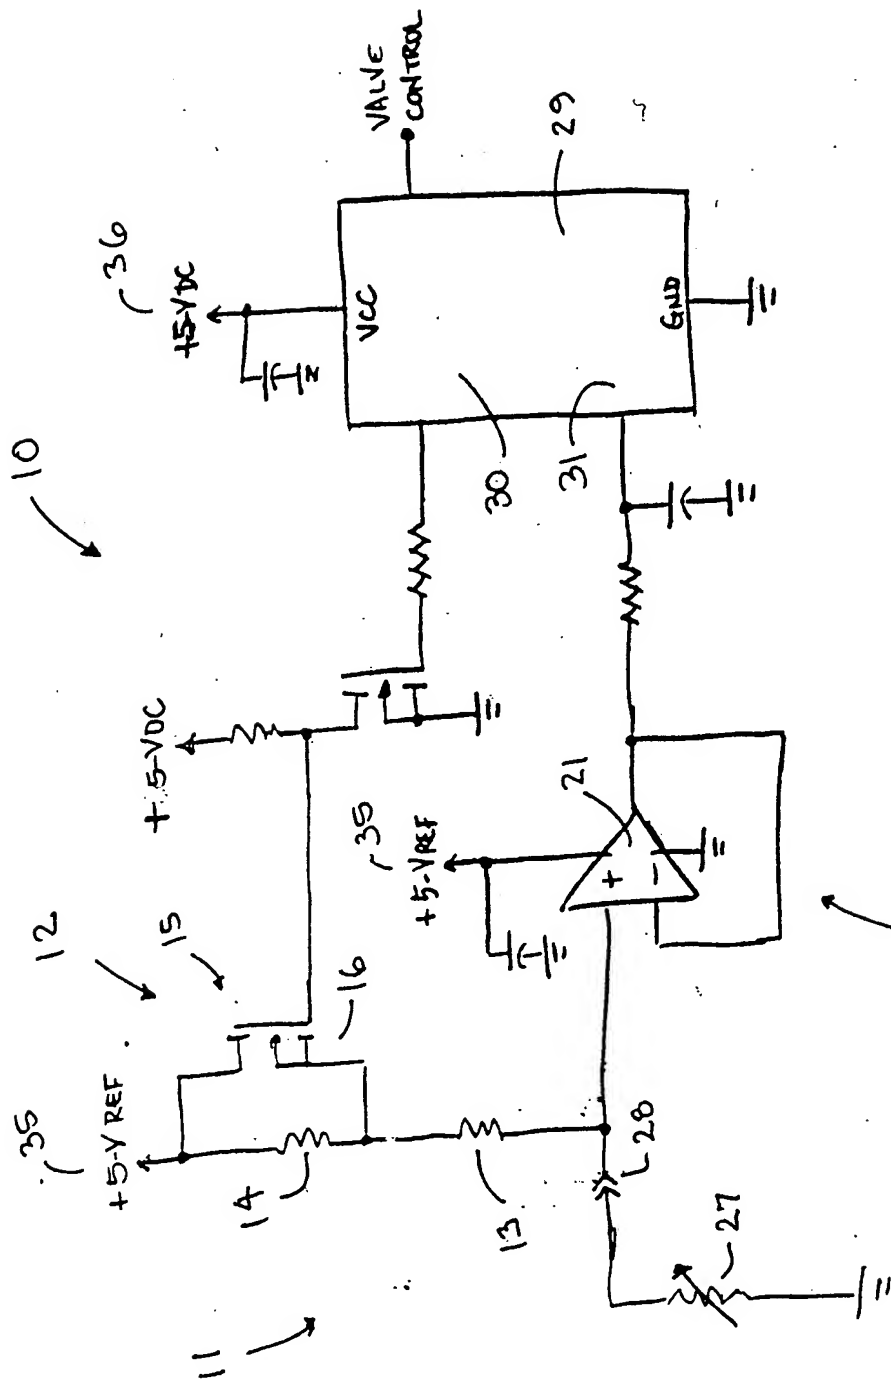 10
35
12
36
+5-VDC
+5-VREF
15
+5-VDC
VALVE
CONTROL
11
14
16
35
+5-VREF
VCC
29
30
13
21
31
+
-
GND
28
27